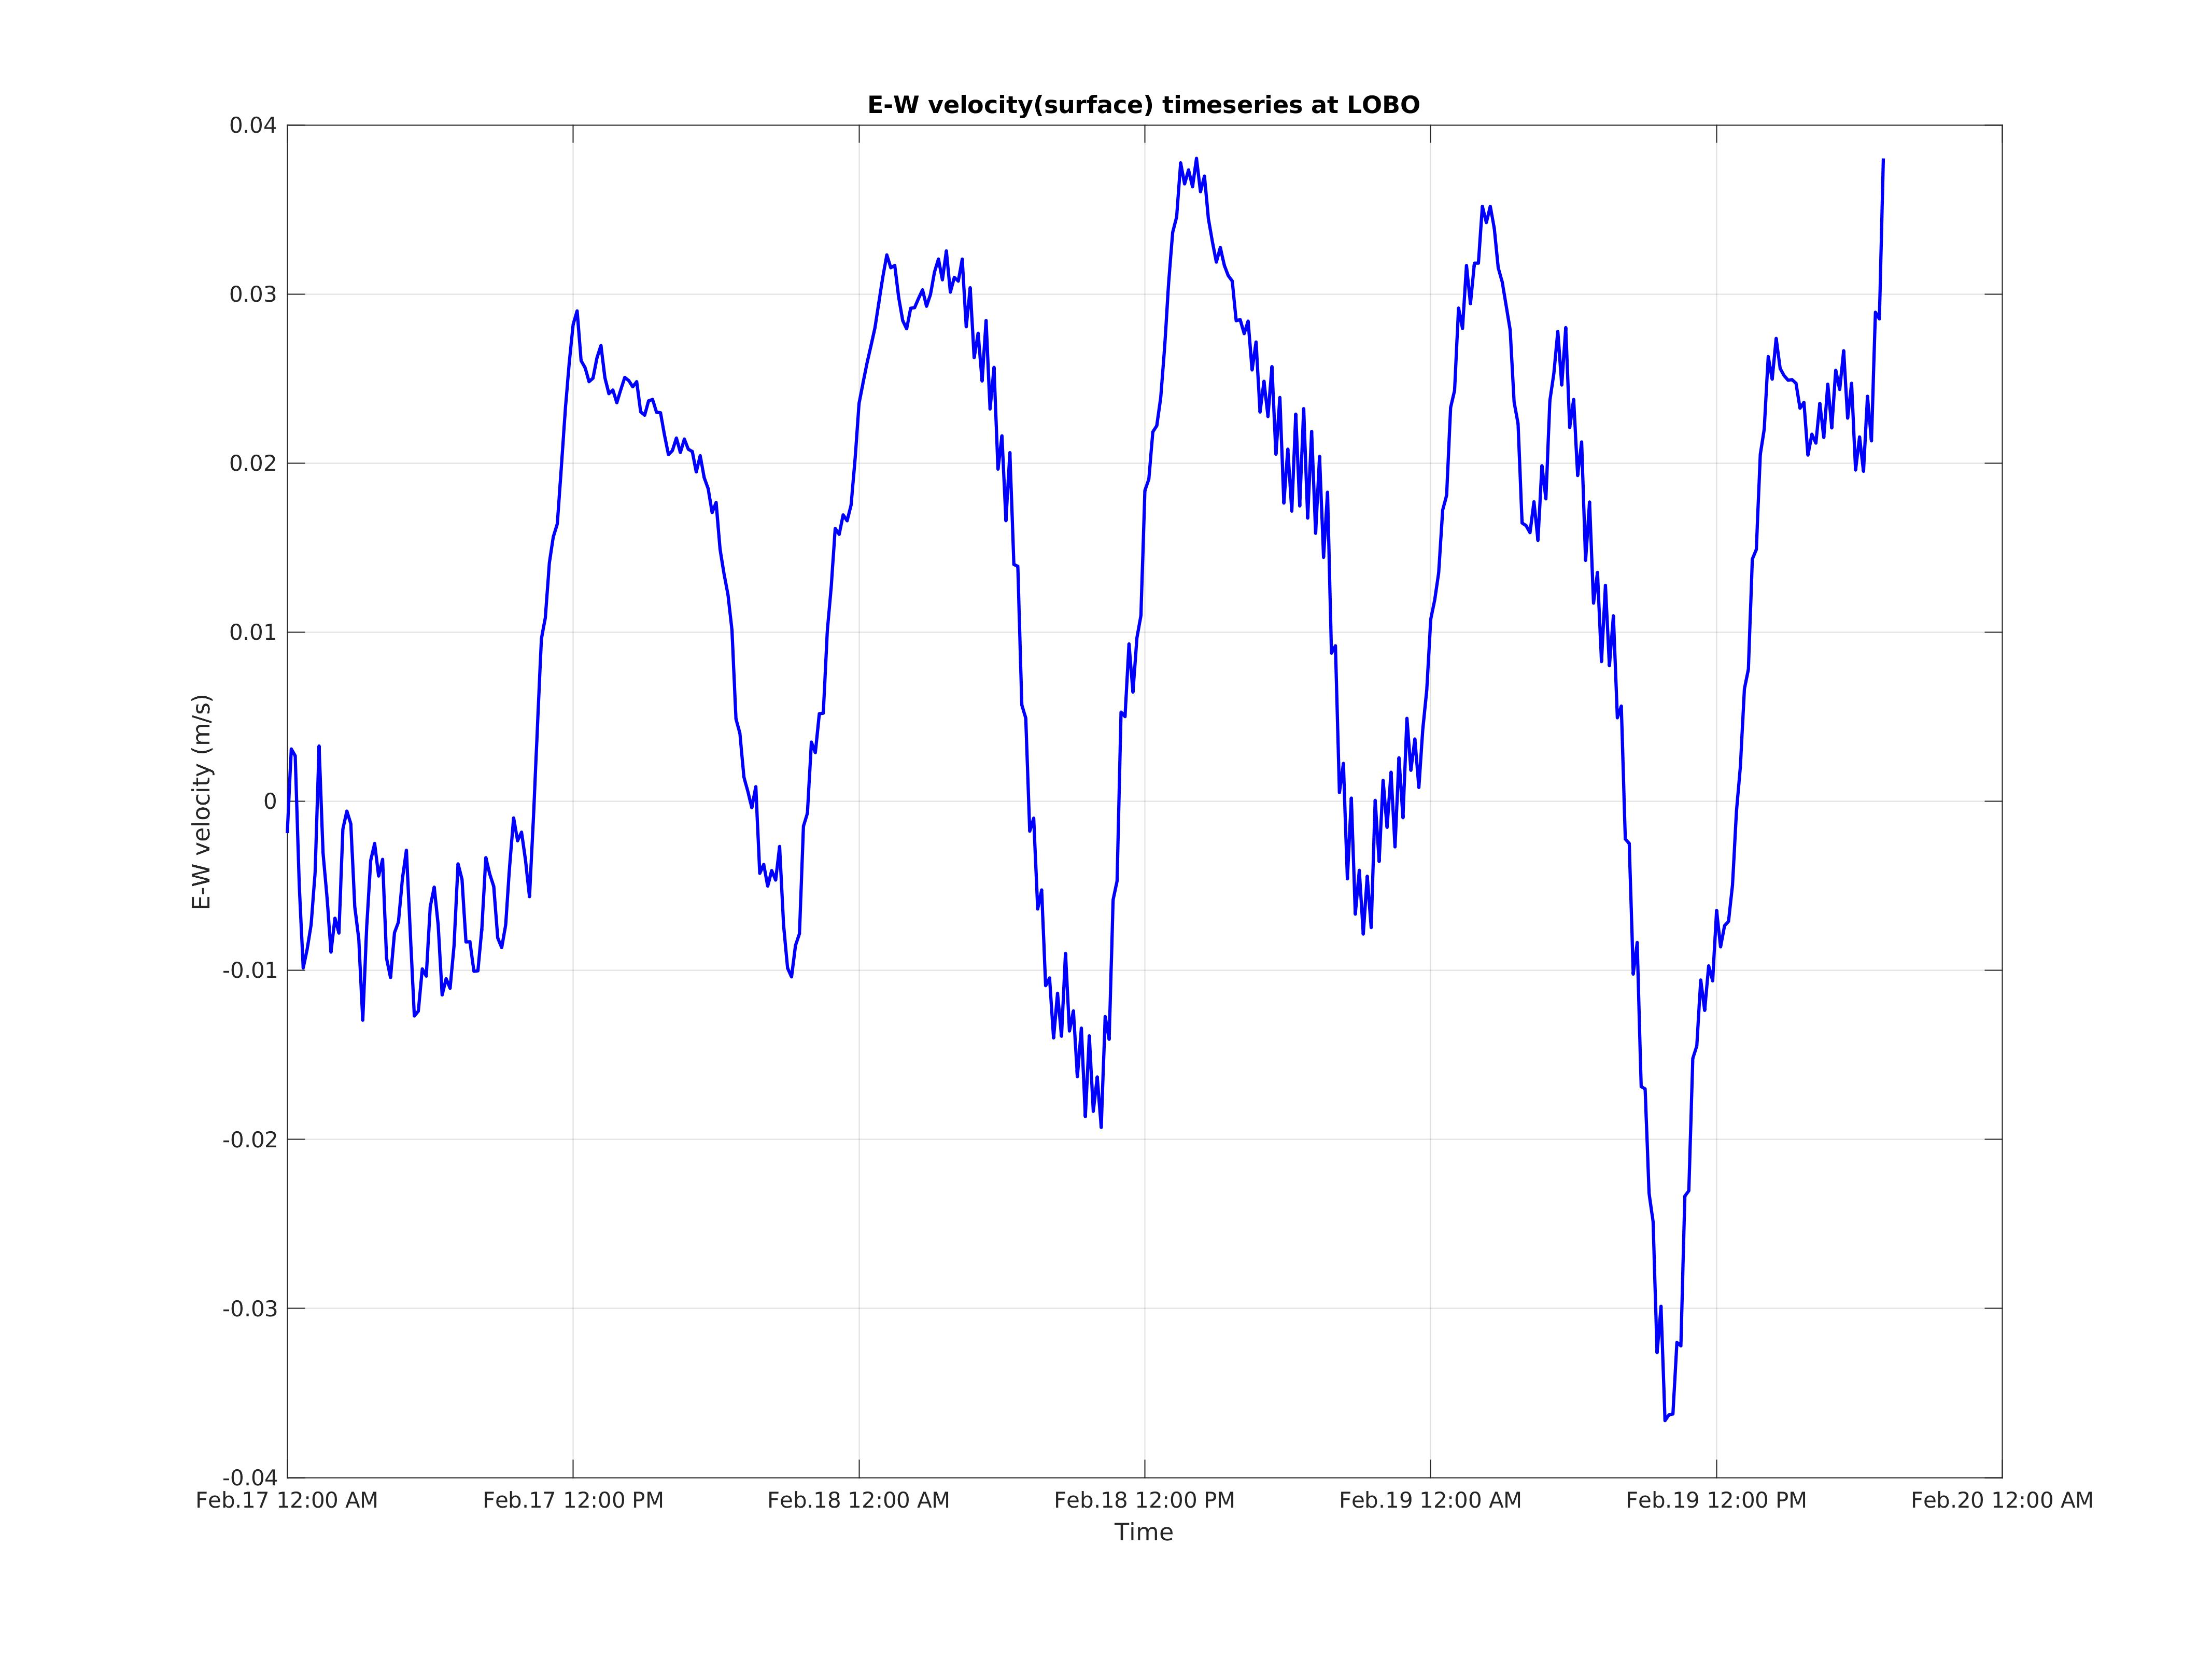 E-W velocity(surface) timeseries at LOBO
0.04
0.03
0.02
0.01
0
-0.01
-0.02
-0.03
-0.04
E-W velocity (m/s)
Feb.17 12:00 AM Feb.17 12:00 PM Feb.18 12:00 AM Feb.18 12:00 PM Feb.19 12:00 AM Feb.19 12:00 PM Feb.20 12:00 AM
Time